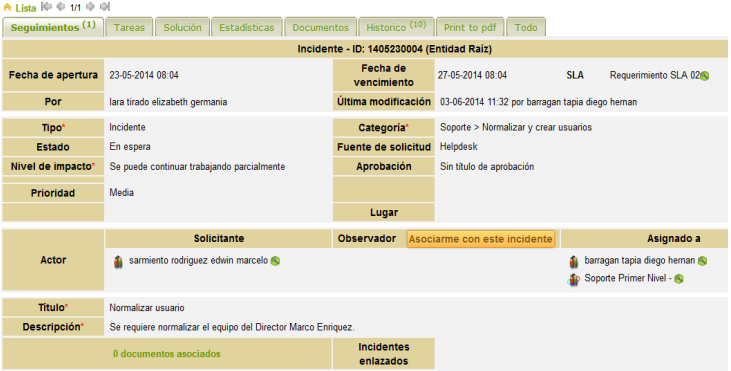 Lista 1/1
Seguimientos (1) Tareas Solución Estadísticas Documentos Historico (10) Print to pdf Todo
Incidente - ID: 1405230004 (Entidad Raíz)
Fecha de apertura 23-05-2014 08:04 Fecha de vencimiento 27-05-2014 08:04 SLA Requerimiento SLA 02
Por lara tirado elizabeth germania Última modificación 03-06-2014 11:32 por barragan tapia diego hernan
Tipo* Incidente Categoría* Soporte > Normalizar y crear usuarios
Estado En espera Fuente de solicitud Helpdesk
Nivel de impacto* Se puede continuar trabajando parcialmente Aprobación Sin título de aprobación
Prioridad Media
Lugar
Actor Solicitante Observador Asociarme con este incidente Asignado a
sarmiento rodriguez edwin marcelo barragan tapia diego hernan
Soporte Primer Nivel -
Título* Normalizar usuario
Descripción* Se requiere normalizar el equipo del Director Marco Enriquez.
0 documentos asociados Incidentes enlazados